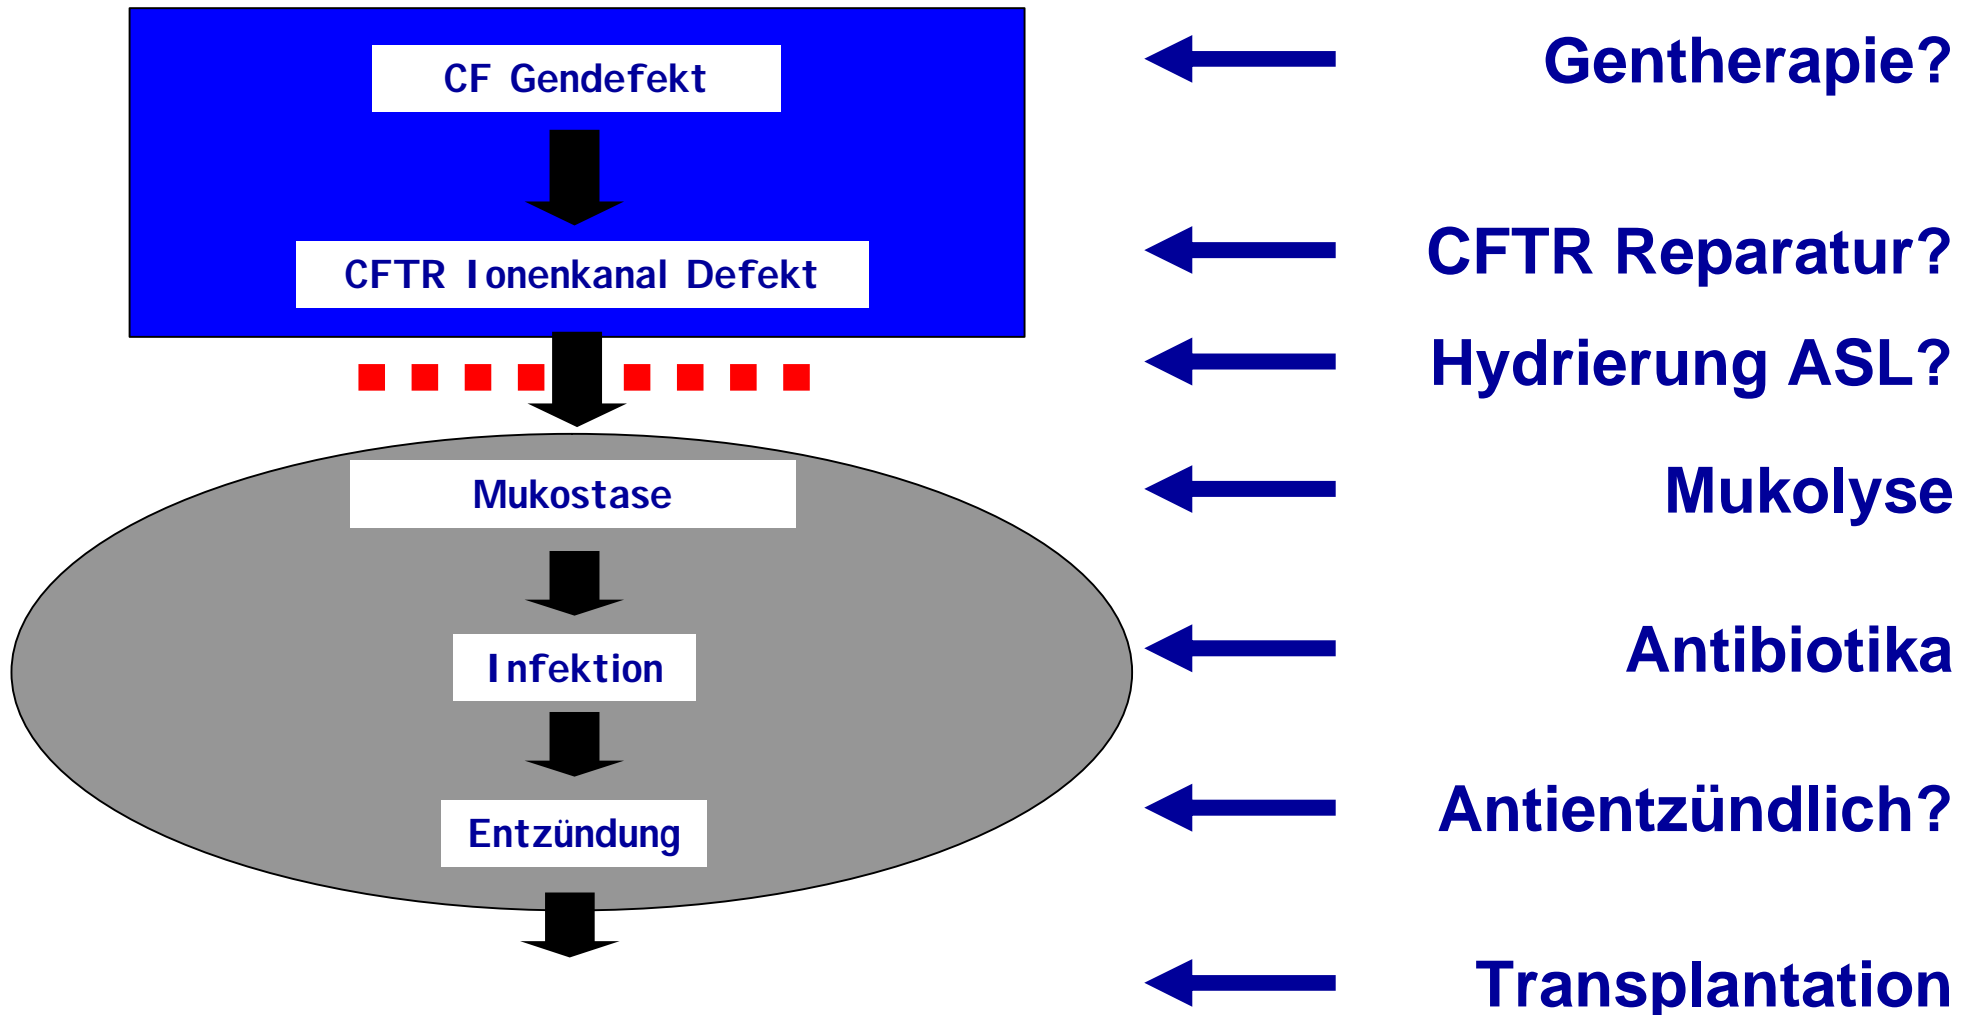 CF Gendefekt
Gentherapie?
CFTR Ionenkanal Defekt
CFTR Reparatur?
Hydrierung ASL?
Mukostase
Mukolyse
Infektion
Antibiotika
Entzündung
Antientzündlich?
Transplantation